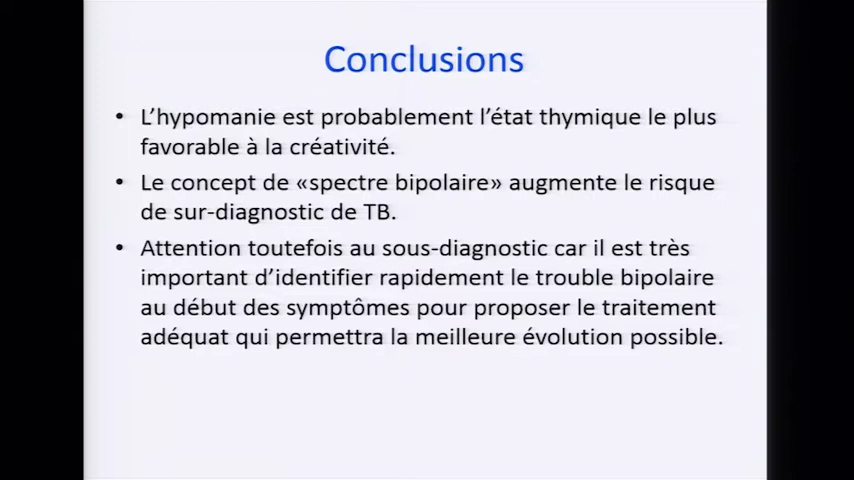 Conclusions
• L’hypomanie est probablement l’état thymique le plus
favorable à la créativité.
• Le concept de «spectre bipolaire» augmente le risque
de sur-diagnostic de TB.
• Attention toutefois au sous-diagnostic car il est très
important d’identifier rapidement le trouble bipolaire
au début des symptômes pour proposer le traitement
adéquat qui permettra la meilleure évolution possible.